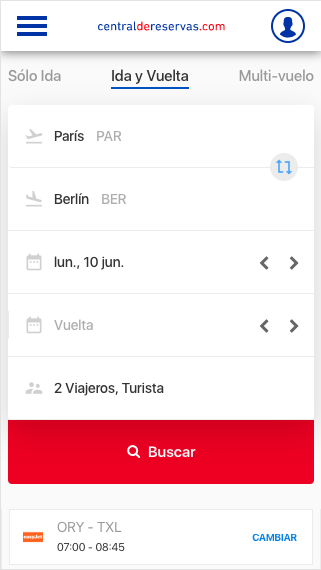 centraldereservas.com
Sólo Ida Ida y Vuelta Multi-vuelo
París PAR
Berlín BER
lun., 10 jun.
Vuelta
2 Viajeros, Turista
Buscar
easyJet
ORY - TXL
07:00 - 08:45
CAMBIAR